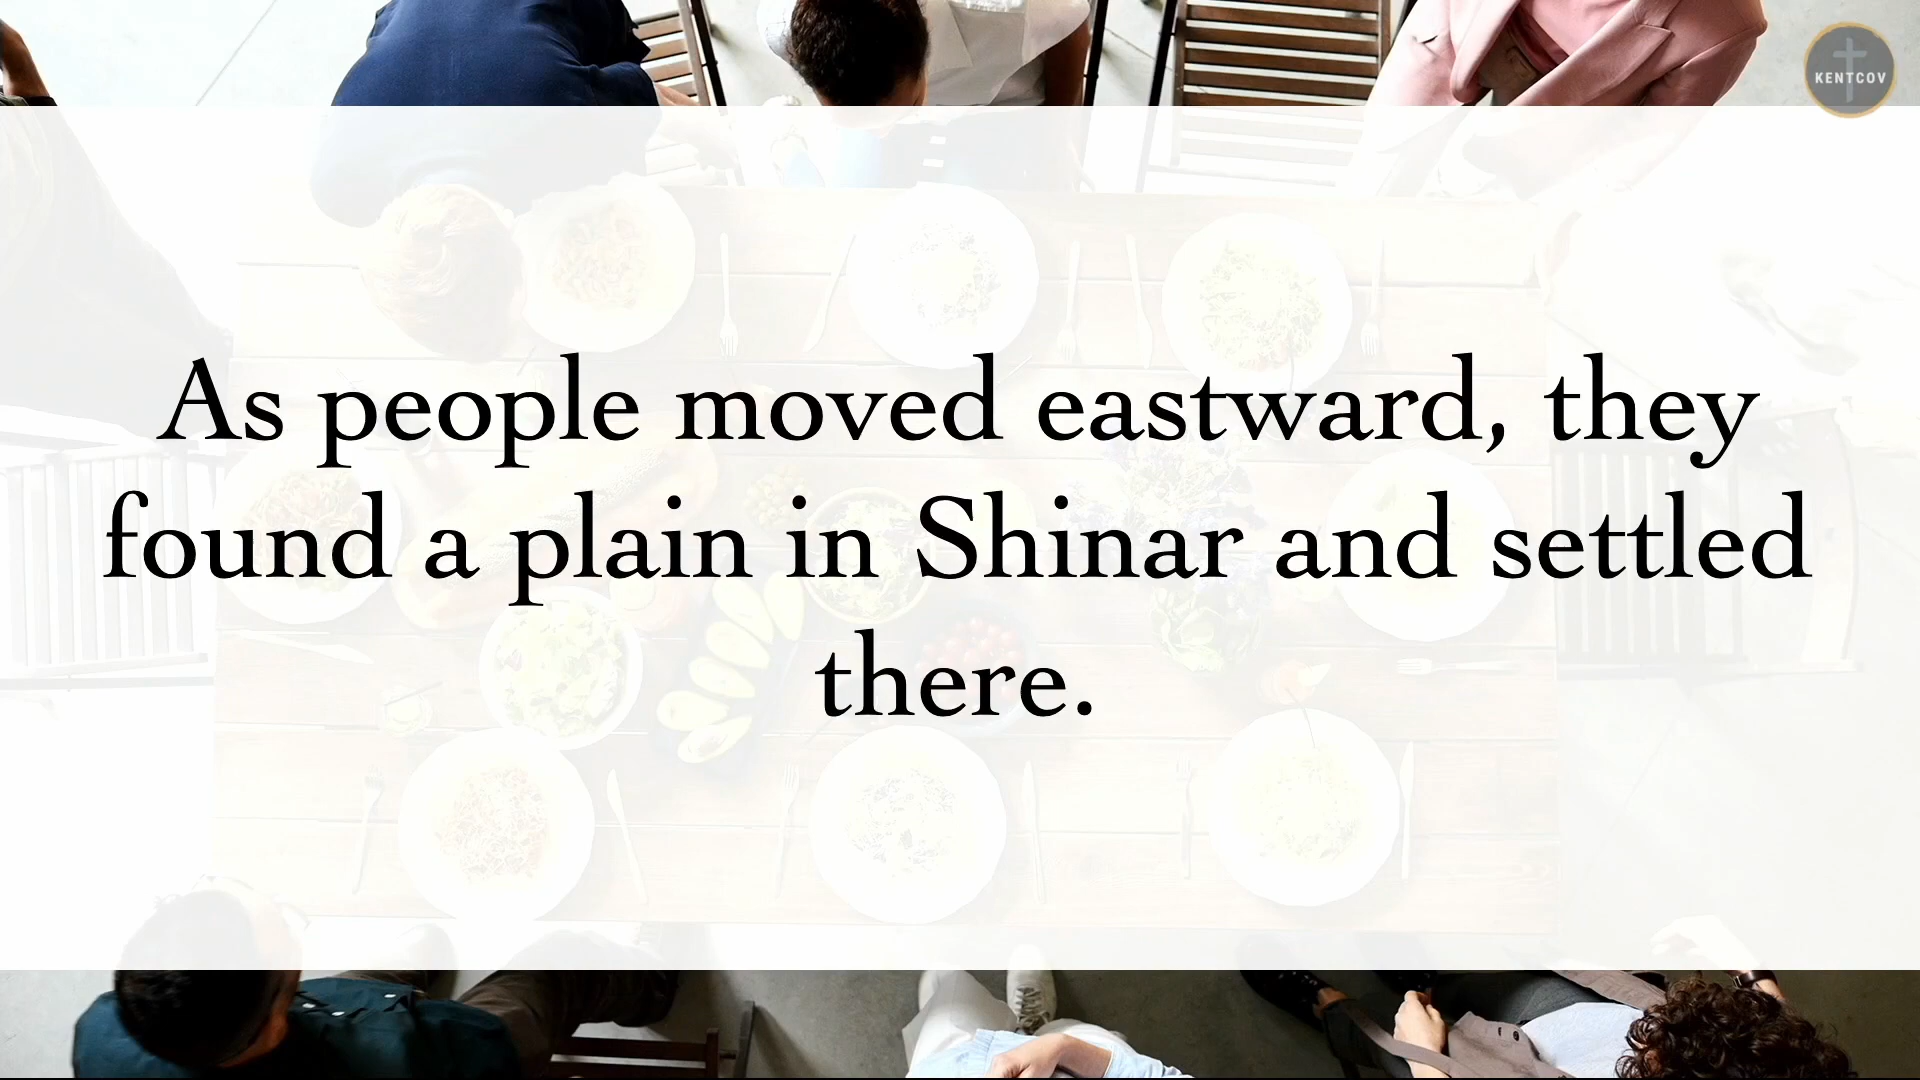 KENTCOV
As people moved eastward, they
found a plain in Shinar and settled
there.